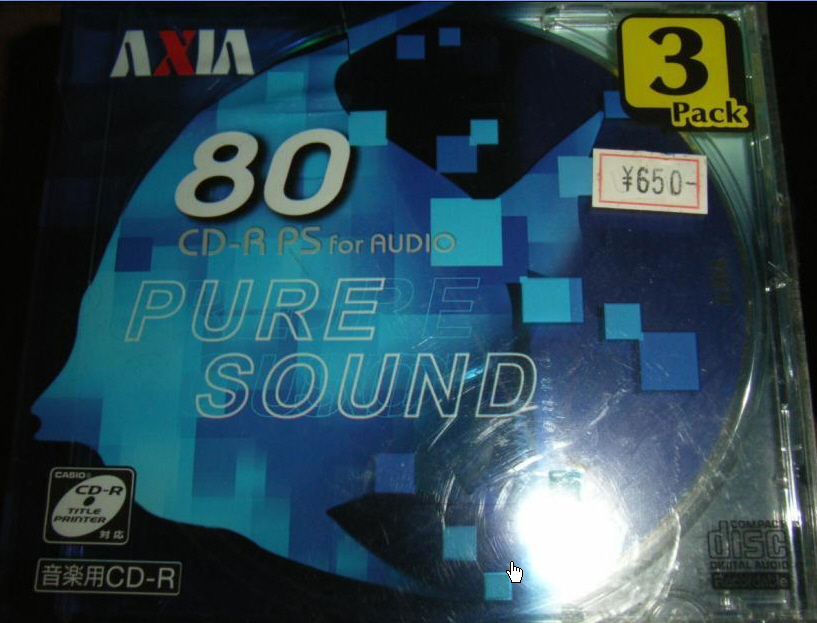 AXIA
3
Pack
¥650-
80
CD-R PS for AUDIO
PURE
SOUND
CASIO®
CD-R
TITLE
PRINTER
対応
音楽用CD-R
COMPACT
disc
DIGITAL AUDIO
Recordable